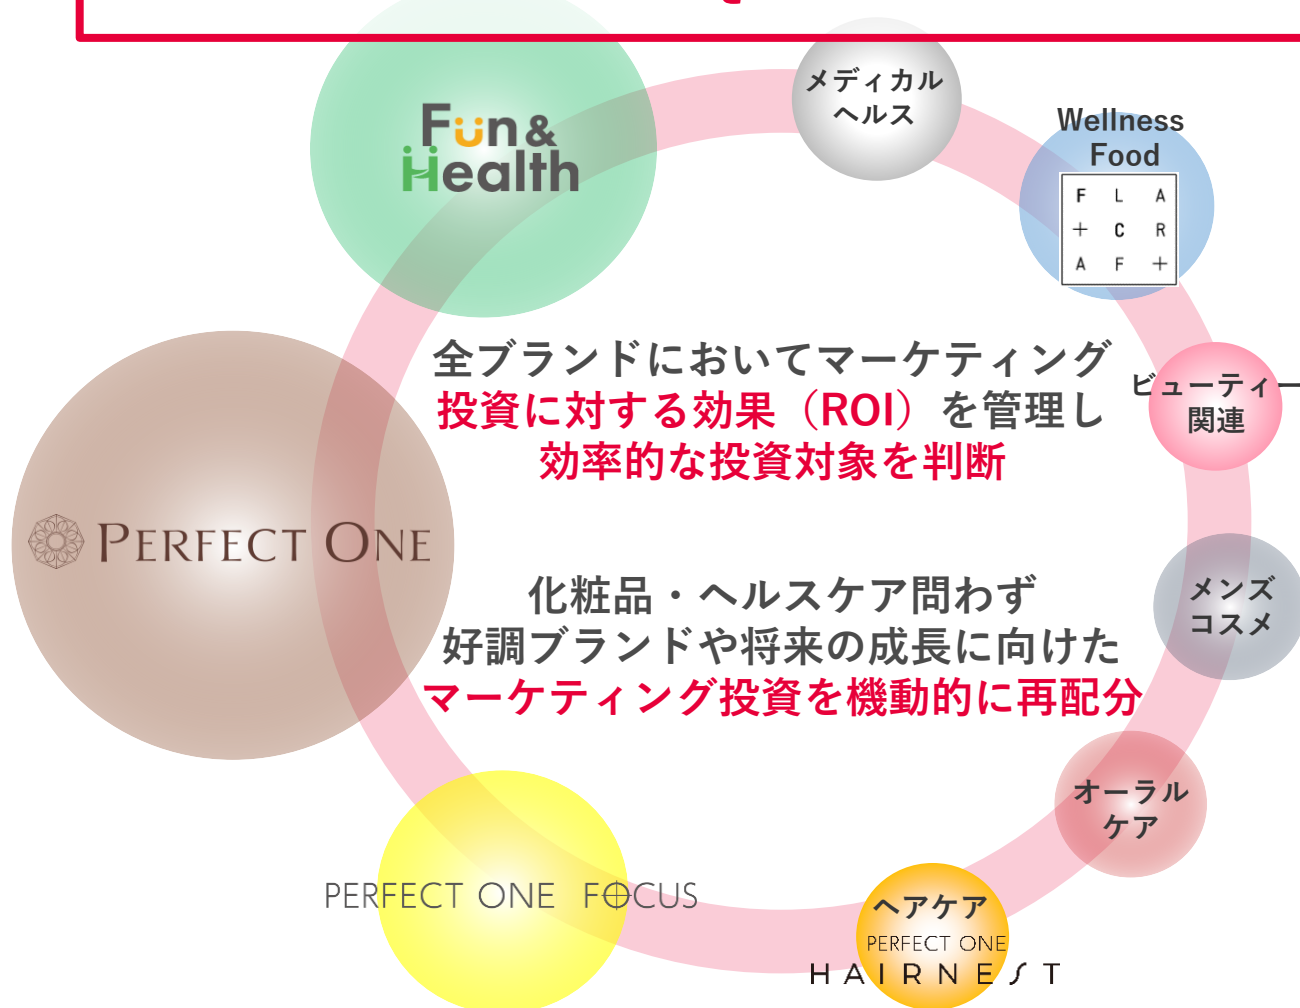 メディカル
ヘルス
Fun&
Health
Wellness
Food
F L A
+ C R
A F +
全ブランドにおいてマーケティング
投資に対する効果（ROI）を管理し
効率的な投資対象を判断
ビューティー
関連
PERFECT ONE
化粧品・ヘルスケア問わず
好調ブランドや将来の成長に向けた
マーケティング投資を機動的に再配分
メンズ
コスメ
オーラル
ケア
PERFECT ONE FOCUS
ヘアケア
PERFECT ONE
HAIRNEST